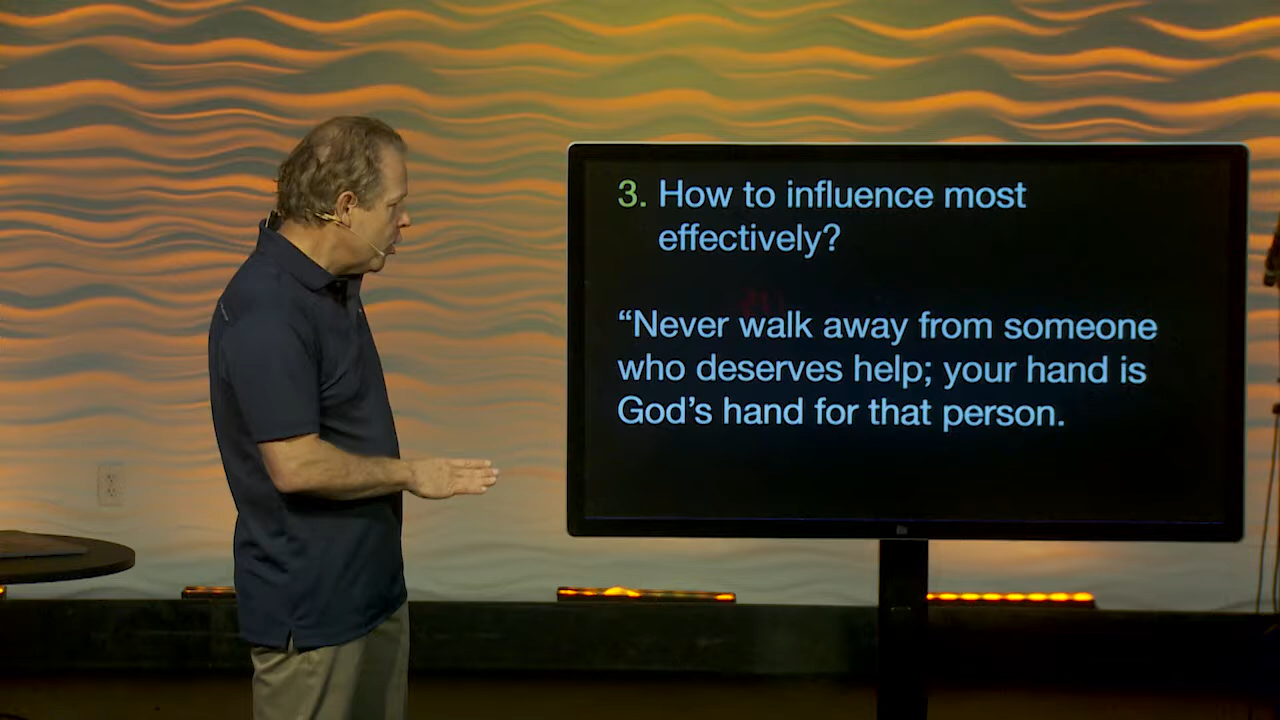 3. How to influence most
effectively?
“Never walk away from someone
who deserves help; your hand is
God’s hand for that person.